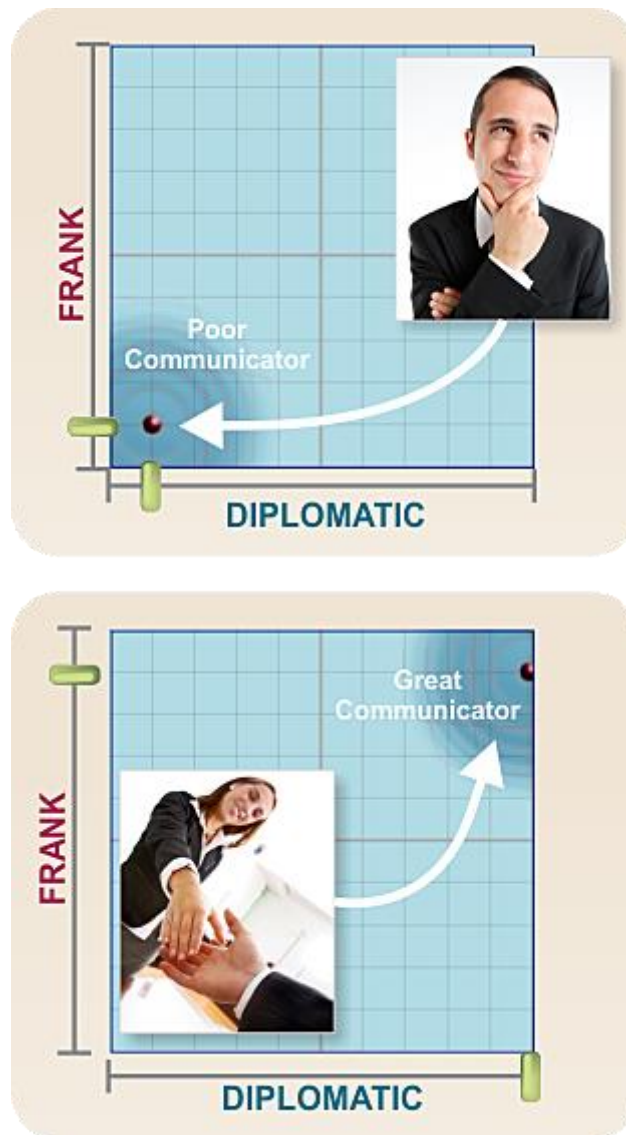 FRANK
Poor
Communicator
DIPLOMATIC
FRANK
Great
Communicator
DIPLOMATIC